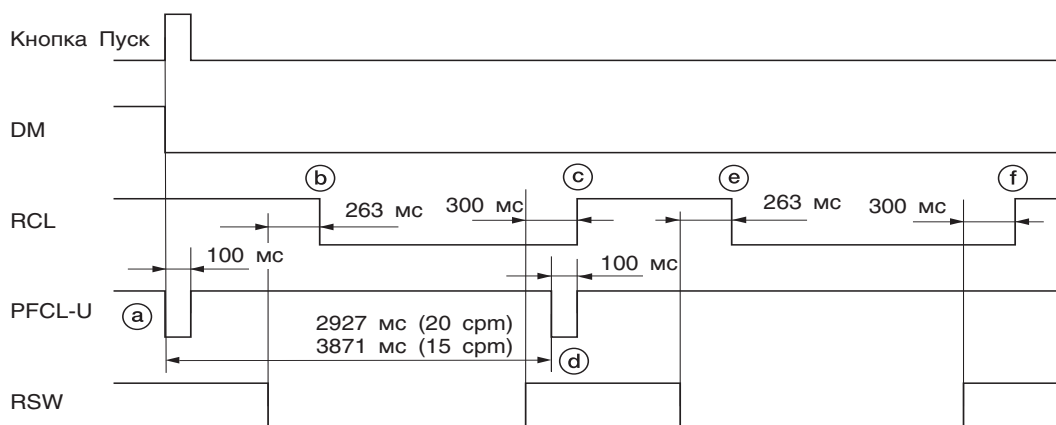 Кнопка Пуск
DM
b
c
e
f
RCL
263 мс
300 мс
263 мс
300 мс
100 мс
100 мс
PFCL-U
a
2927 мс (20 cpm)
3871 мс (15 cpm)
d
RSW